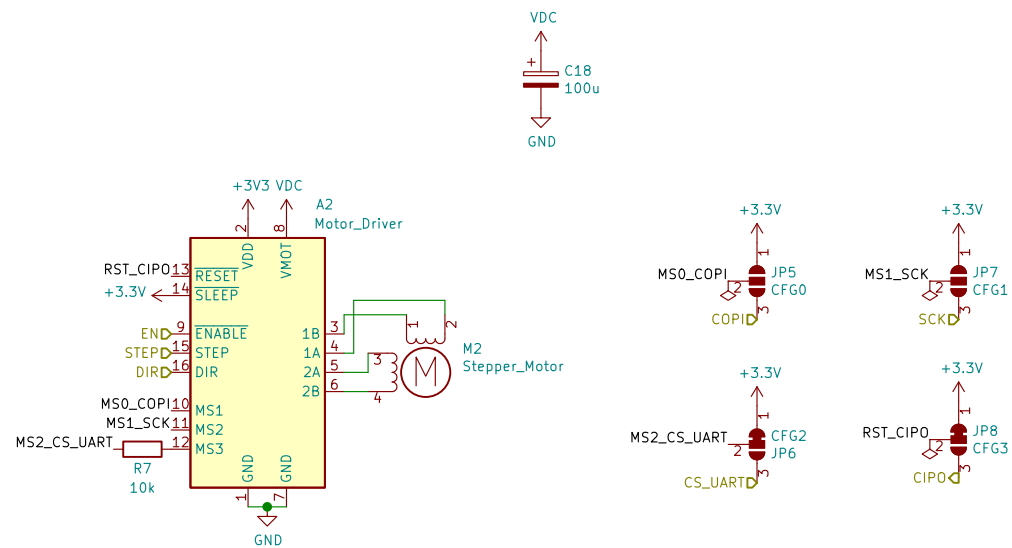 VDC
+
C18
100u
GND
+3V3 VDC
A2
Motor_Driver
2
8
VDD
VMOT
RST_CIPO 13 RESET
+3.3V 14 SLEEP
EN 9 ENABLE
STEP 15 STEP
DIR 16 DIR
MS0_COPI 10 MS1
MS1_SCK 11 MS2
MS2_CS_UART 12 MS3
R7
10k
1B 3
1A 4
2A 5
2B 6
1
2
3
4
M
M2
Stepper_Motor
GND
GND
1
7
GND
+3.3V
1
MS0_COPI
2
JP5
CFG0
3
COPI
+3.3V
1
MS1_SCK
2
JP7
CFG1
3
SCK
+3.3V
1
MS2_CS_UART
2
CFG2
JP6
3
CS_UART
+3.3V
1
RST_CIPO
2
JP8
CFG3
3
CIPO